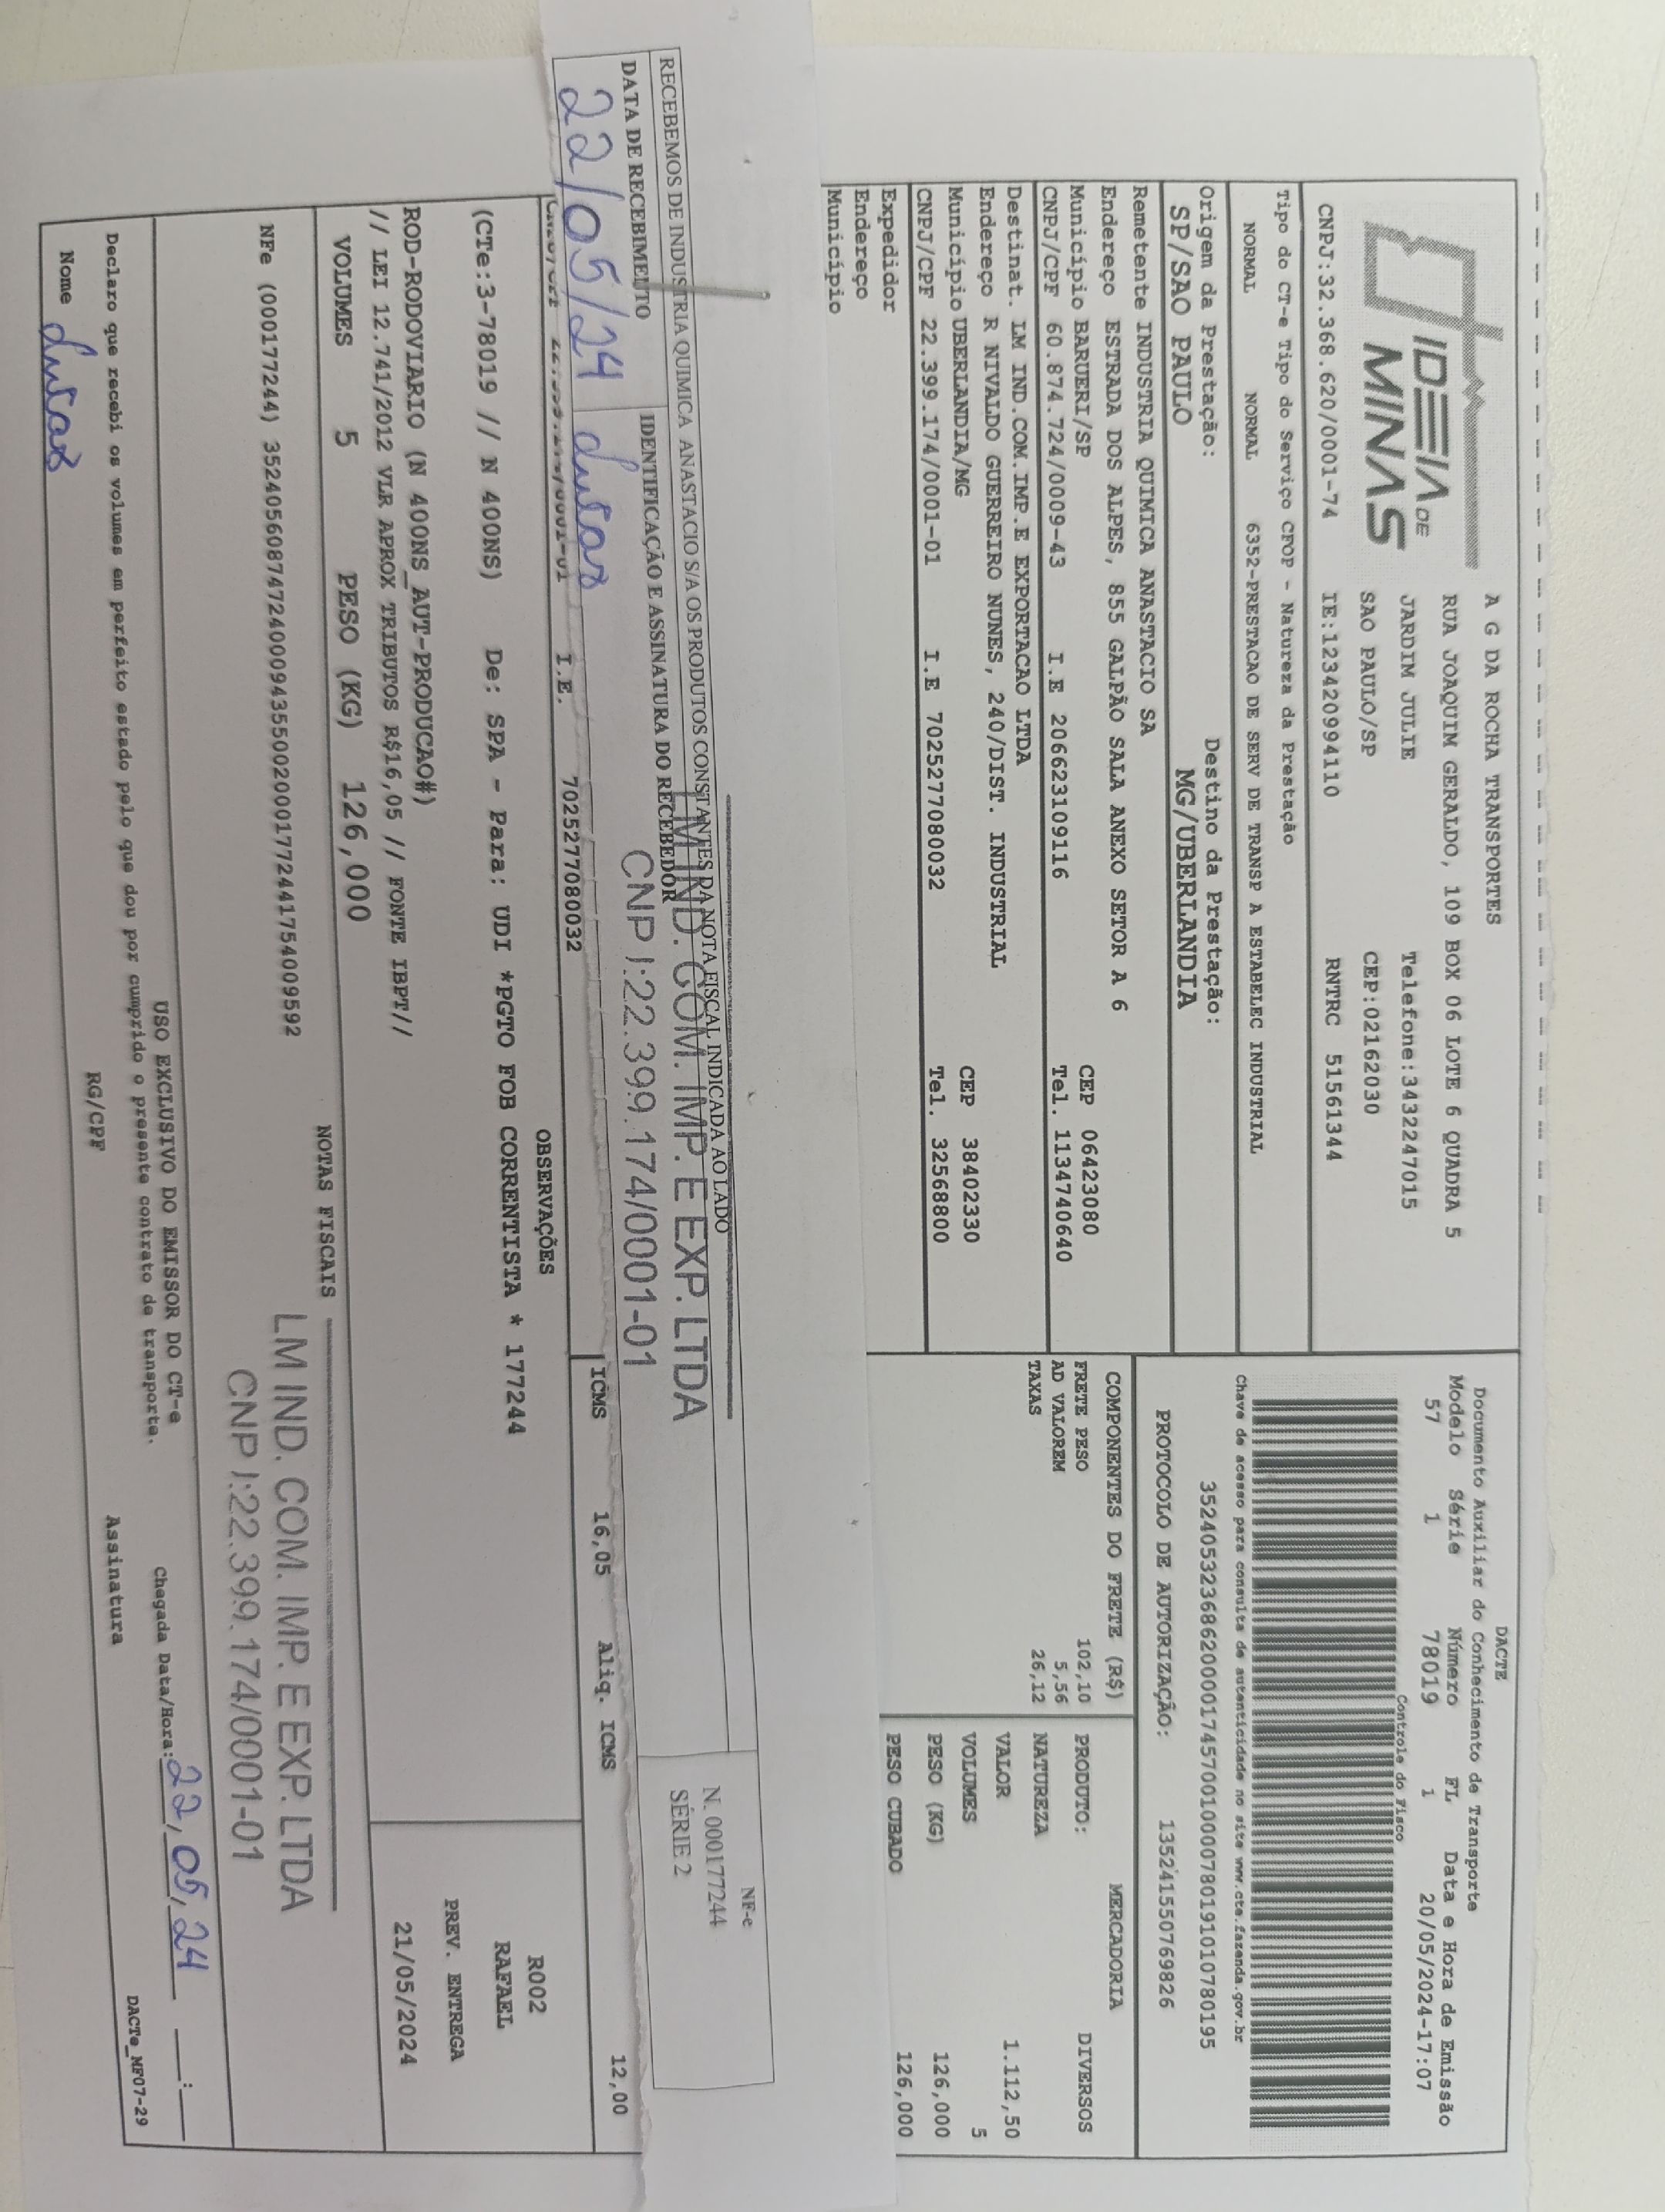 IDEIA DE
MINAS
A G DA ROCHA TRANSPORTES
RUA JOAQUIM GERALDO, 109 BOX 06 LOTE 6 QUADRA 5
JARDIM JULIE Telefone:3432247015
SAO PAULO/SP CEP:02162030
CNPJ:32.368.620/0001-74 IE:123420994110 RNTRC 51561344
DACTE
Documento Auxiliar do Conhecimento de Transporte
Modelo Série Número FL Data e Hora de Emissão
57 1 78019 1 20/05/2024-17:07
Controle do Fisco
Chave de acesso para consulta de autenticidade no site www.cte.fazenda.gov.br
35240532368620000174570010000780191010780195
PROTOCOLO DE AUTORIZAÇÃO: 135241550769826
Tipo do CT-e Tipo do Serviço CFOP - Natureza da Prestação
NORMAL NORMAL 6352-PRESTACAO DE SERV DE TRANSP A ESTABELEC INDUSTRIAL
Origem da Prestação: Destino da Prestação:
SP/SAO PAULO MG/UBERLANDIA
Remetente INDUSTRIA QUIMICA ANASTACIO SA
Endereço ESTRADA DOS ALPES, 855 GALPÃO SALA ANEXO SETOR A 6
Município BARUERI/SP CEP 06423080
CNPJ/CPF 60.874.724/0009-43 I.E 206623109116 Tel. 1134740640
Destinat. LM IND.COM.IMP.E EXPORTACAO LTDA
Endereço R NIVALDO GUERREIRO NUNES, 240/DIST. INDUSTRIAL
Município UBERLANDIA/MG CEP 38402330
CNPJ/CPF 22.399.174/0001-01 I.E 7025277080032 Tel. 32568800
Expedidor
Endereço
Município
COMPONENTES DO FRETE (R$)
FRETE PESO 102,10
AD VALOREM 5,56
TAXAS 26,12
MERCADORIA
PRODUTO: DIVERSOS
NATUREZA
VALOR 1.112,50
VOLUMES 5
PESO (KG) 126,000
PESO CUBADO 126,000
RECEBEMOS DE INDUSTRIA QUIMICA ANASTACIO S/A OS PRODUTOS CONSTANTES DA NOTA FISCAL INDICADA AO LADO
DATA DE RECEBIMENTO IDENTIFICAÇÃO E ASSINATURA DO RECEBEDOR
22/05/24 Lucas
LM IND. COM. IMP. E EXP. LTDA
CNPJ:22.399.174/0001-01
NF-e
N. 000177244
SÉRIE 2
I.E. 7025277080032
ICMS 16,05 Aliq. ICMS 12,00
OBSERVAÇÕES
(CTe:3-78019 // N 400NS) De: SPA - Para: UDI *PGTO FOB CORRENTISTA * 177244
ROD-RODOVIARIO (N 400NS_AUT-PRODUCAO#)
// LEI 12.741/2012 VLR APROX TRIBUTOS R$16,05 // FONTE IBPT//
R002
RAFAEL
PREV. ENTREGA
21/05/2024
VOLUMES 5 PESO (KG) 126,000
NOTAS FISCAIS
NFe (000177244) 35240560874724000943550020001772441754009592
LM IND. COM. IMP. E EXP. LTDA
CNPJ:22.399.174/0001-01
USO EXCLUSIVO DO EMISSOR DO CT-e
Declaro que recebi os volumes em perfeito estado pelo que dou por cumprido o presente contrato de transporte.
Chegada Data/Hora: 22/05/24 __:__
Nome Lucas RG/CPF Assinatura
DACTe_MF07-29